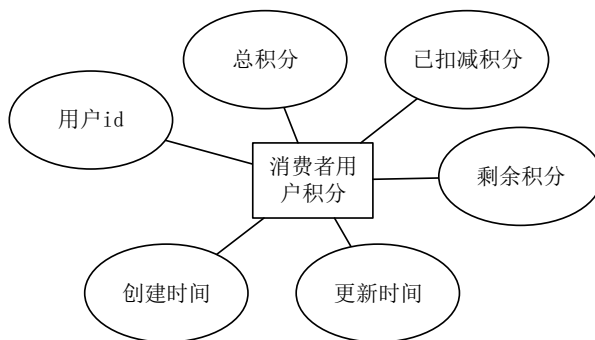 总积分
已扣减积分
用户id
消费者用
户积分
剩余积分
创建时间
更新时间